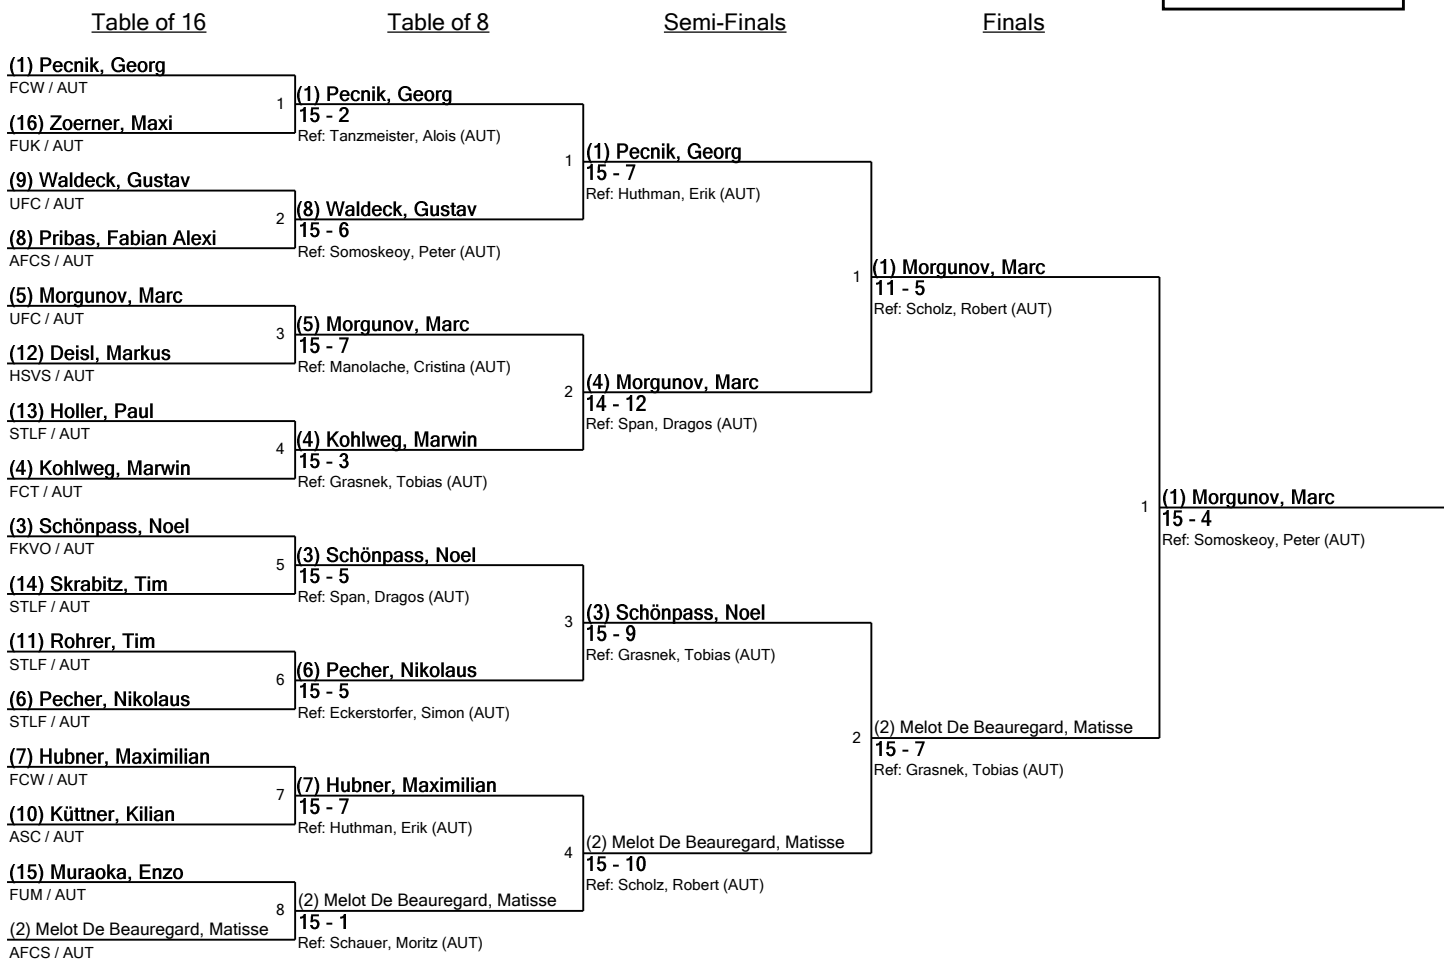 Table of 16
Table of 8
Semi-Finals
Finals
(1) Pecnik, Georg
FCW / AUT
(16) Zoerner, Maxi
FUK / AUT
(9) Waldeck, Gustav
UFC / AUT
(8) Pribas, Fabian Alexi
AFCS / AUT
(5) Morgunov, Marc
UFC / AUT
(12) Deisl, Markus
HSVS / AUT
(13) Holler, Paul
STLF / AUT
(4) Kohlweg, Marwin
FCT / AUT
(3) Schönpass, Noel
FKVO / AUT
(14) Skrabitz, Tim
STLF / AUT
(11) Rohrer, Tim
STLF / AUT
(6) Pecher, Nikolaus
STLF / AUT
(7) Hubner, Maximilian
FCW / AUT
(10) Küttner, Kilian
ASC / AUT
(15) Muraoka, Enzo
FUM / AUT
(2) Melot De Beauregard, Matisse
AFCS / AUT
1
(1) Pecnik, Georg
15 - 2
Ref: Tanzmeister, Alois (AUT)
2
(8) Waldeck, Gustav
15 - 6
Ref: Somoskeoy, Peter (AUT)
3
(5) Morgunov, Marc
15 - 7
Ref: Manolache, Cristina (AUT)
4
(4) Kohlweg, Marwin
15 - 3
Ref: Grasnek, Tobias (AUT)
5
(3) Schönpass, Noel
15 - 5
Ref: Span, Dragos (AUT)
6
(6) Pecher, Nikolaus
15 - 5
Ref: Eckerstorfer, Simon (AUT)
7
(7) Hubner, Maximilian
15 - 7
Ref: Huthman, Erik (AUT)
8
(2) Melot De Beauregard, Matisse
15 - 1
Ref: Schauer, Moritz (AUT)
1
(1) Pecnik, Georg
15 - 7
Ref: Huthman, Erik (AUT)
2
(4) Morgunov, Marc
14 - 12
Ref: Span, Dragos (AUT)
3
(3) Schönpass, Noel
15 - 9
Ref: Grasnek, Tobias (AUT)
4
(2) Melot De Beauregard, Matisse
15 - 10
Ref: Scholz, Robert (AUT)
1
(1) Morgunov, Marc
11 - 5
Ref: Scholz, Robert (AUT)
2
(2) Melot De Beauregard, Matisse
15 - 7
Ref: Grasnek, Tobias (AUT)
1
(1) Morgunov, Marc
15 - 4
Ref: Somoskeoy, Peter (AUT)